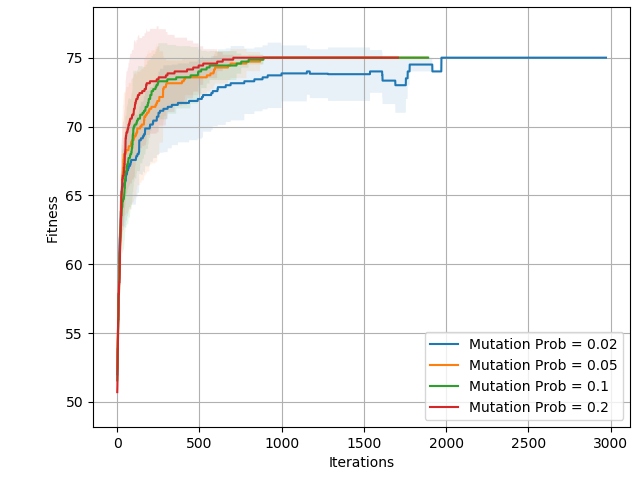 75
70
65
60
55
50
Fitness
0
500
1000
1500
2000
2500
3000
Iterations
Mutation Prob = 0.02
Mutation Prob = 0.05
Mutation Prob = 0.1
Mutation Prob = 0.2